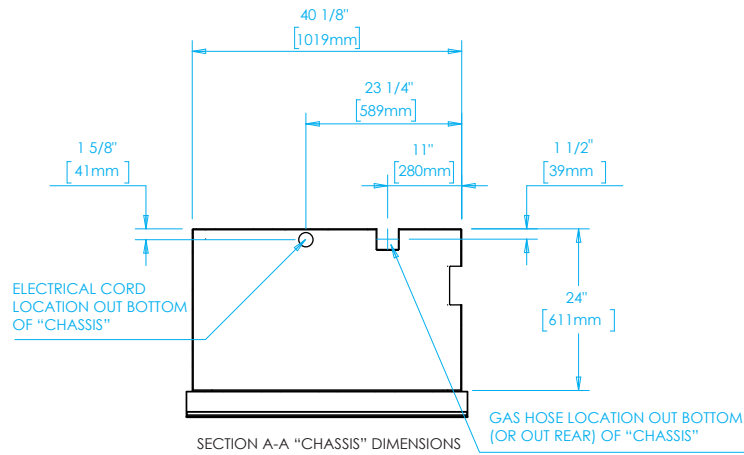 40 1/8"
[1019mm]
23 1/4"
[589mm]
1 5/8"
[41mm]
11"
[280mm]
1 1/2"
[39mm]
ELECTRICAL CORD
LOCATION OUT BOTTOM
OF “CHASSIS”
24"
[611mm]
GAS HOSE LOCATION OUT BOTTOM
(OR OUT REAR) OF “CHASSIS”
SECTION A-A “CHASSIS” DIMENSIONS